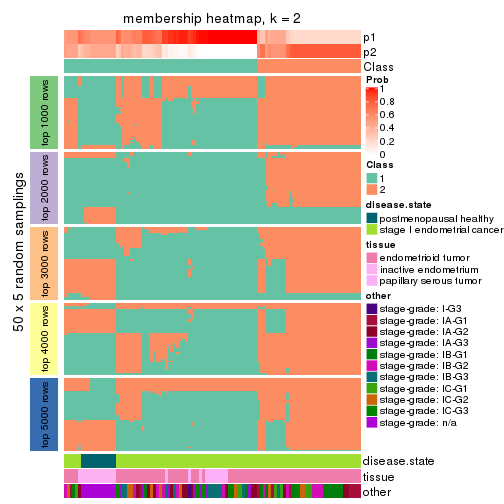 membership heatmap, k = 2
p1
p2
Class
50 x 5 random samplings
top 1000 rows
top 2000 rows
top 3000 rows
top 4000 rows
top 5000 rows
Prob
1
0.8
0.6
0.4
0.2
0
Class
1
2
disease.state
postmenopausal healthy
stage I endometrial cancer
tissue
endometrioid tumor
inactive endometrium
papillary serous tumor
other
stage-grade: I-G3
stage-grade: IA-G1
stage-grade: IA-G2
stage-grade: IA-G3
stage-grade: IB-G1
stage-grade: IB-G2
stage-grade: IB-G3
stage-grade: IC-G1
stage-grade: IC-G2
stage-grade: IC-G3
stage-grade: n/a
disease.state
tissue
other